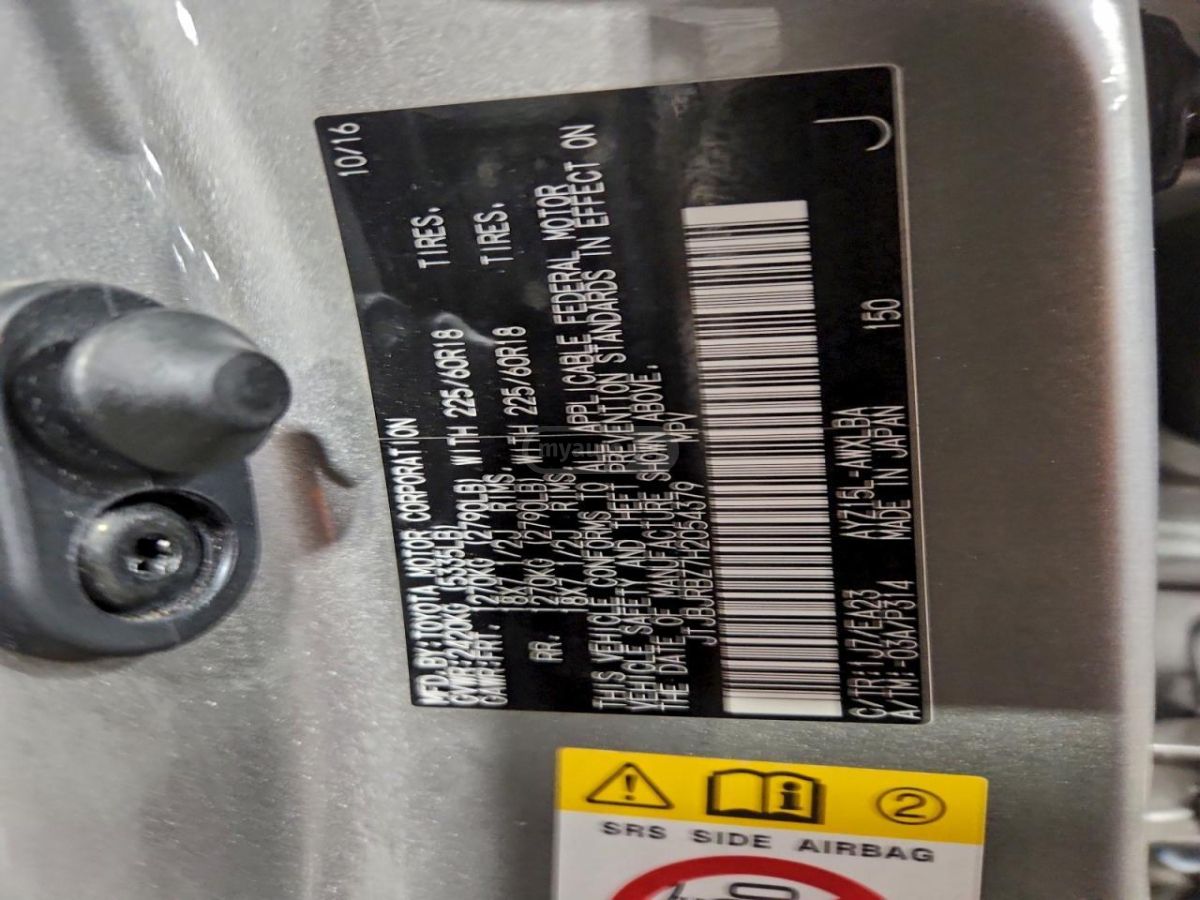 MFD.BY:TOYOTA MOTOR CORPORATION 10/16
GVWR:2420KG (5335LB)
GAWR:FRT. 1270KG (2790LB) WITH 225/60R18 TIRES,
18X7 1/2J RIMS,
RR. 1270KG (2790LB) WITH 225/60R18 TIRES,
18X7 1/2J RIMS,
THIS VEHICLE CONFORMS TO ALL APPLICABLE FEDERAL MOTOR
VEHICLE SAFETY AND THEFT PREVENTION STANDARDS IN EFFECT ON
THE DATE OF MANUFACTURE SHOWN ABOVE.
JTJBJRBZ7H2054379 MPV
C/TR:1J7/EA23 AYZ15L-AWXLBA 150
A/TM:-03A/P314 MADE IN JAPAN
J
2
SRS SIDE AIRBAG